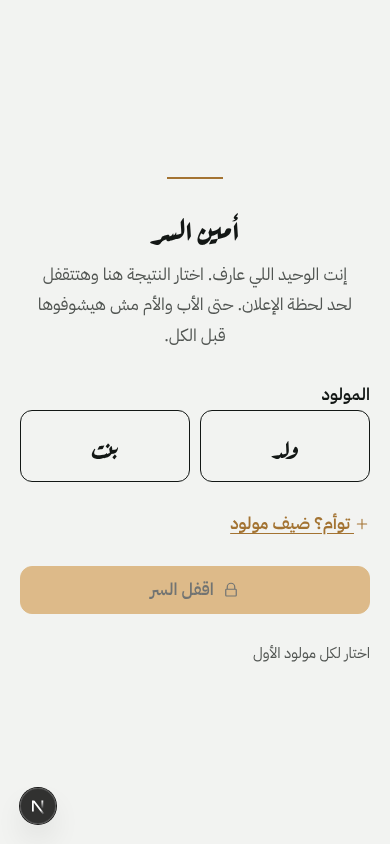 أمين السر
إنت الوحيد اللي عارف. اختار النتيجة هنا وهتتقفل
لحد لحظة الإعلان. حتى الأب والأم مش هيشوفوها
قبل الكل.
المولود
ولد
بنت
+ توأم؟ ضيف مولود
اقفل السر
اختار لكل مولود الأول
N